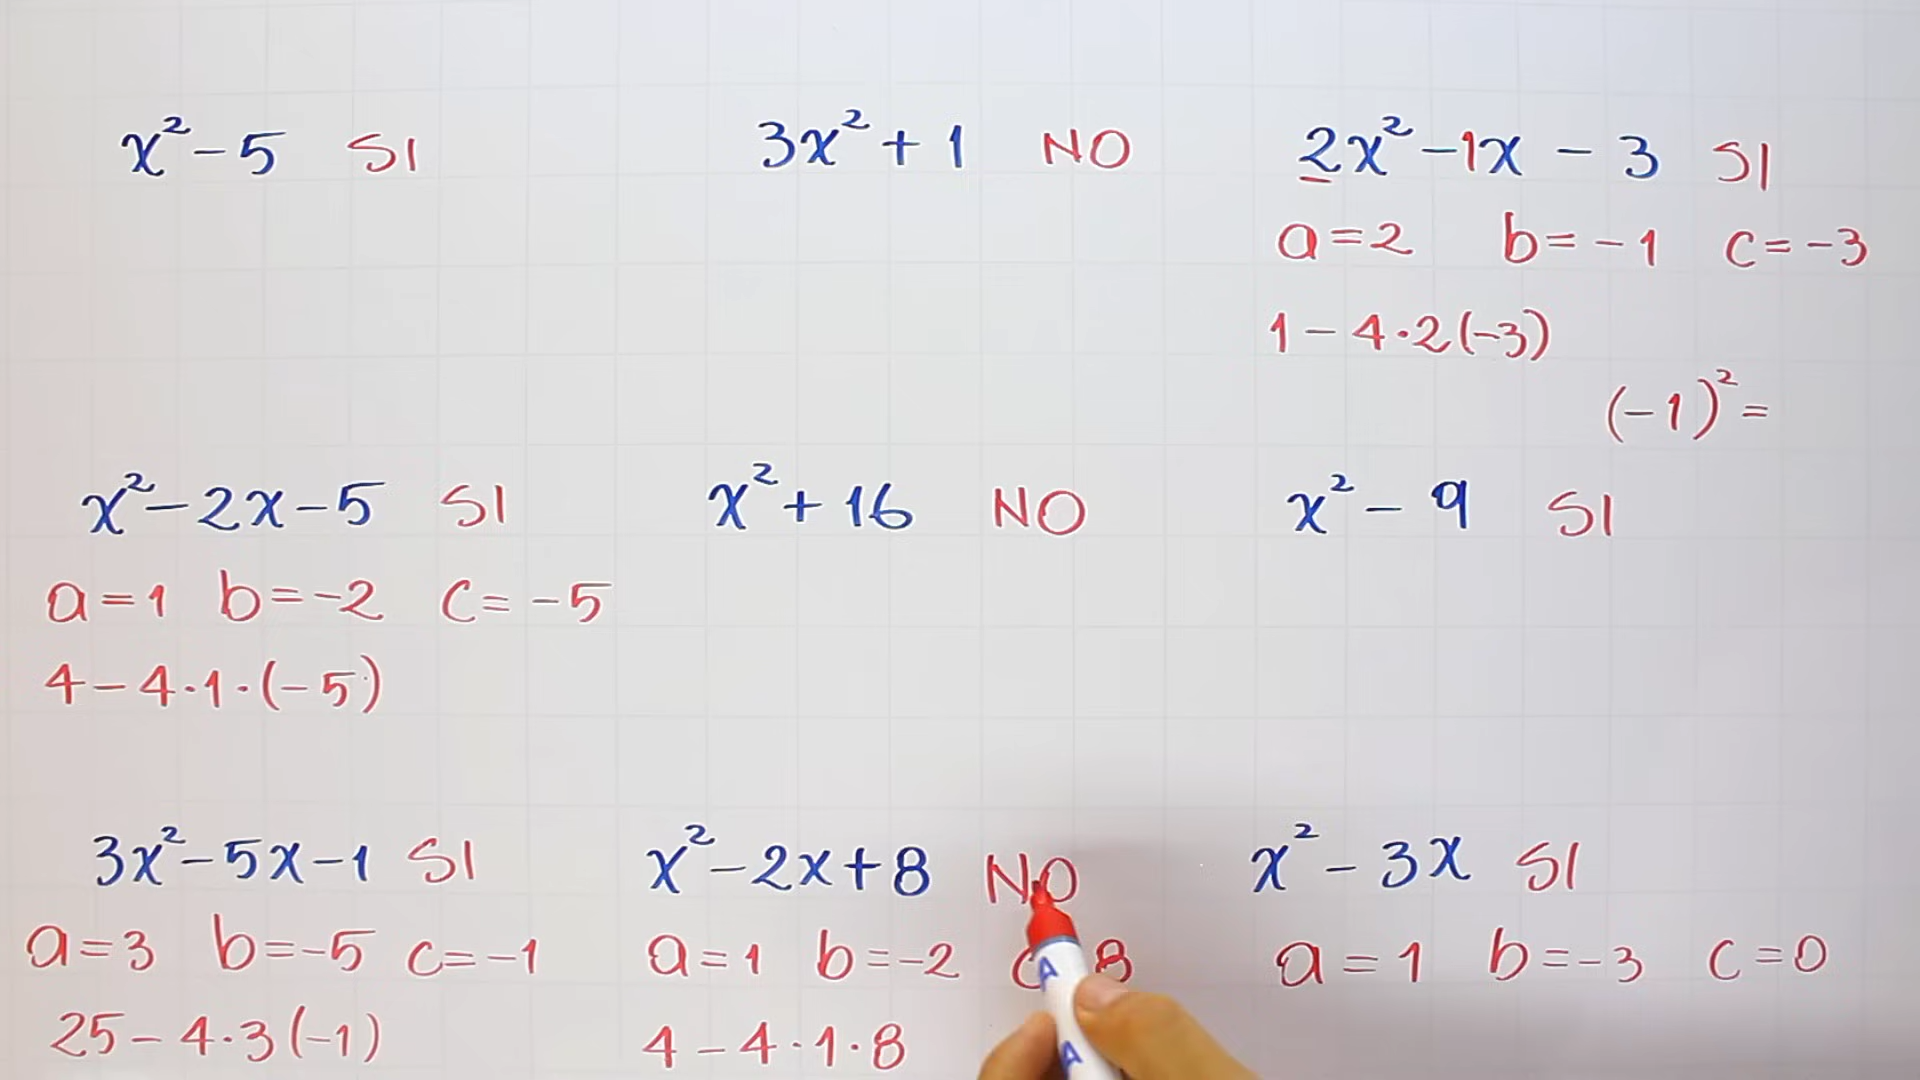 x² – 5 SI
3x² + 1 NO
2x² – 1x – 3 SI
a = 2 b = – 1 c = – 3
1 – 4 · 2 (–3)
(–1)² =
x² – 2x – 5 SI
a = 1 b = –2 c = – 5
4 – 4 · 1 · (– 5)
x² + 16 NO
x² – 9 SI
3x² – 5x – 1 SI
a = 3 b = –5 c = –1
25 – 4 · 3 (–1)
x² – 2x + 8 NO
a = 1 b = –2 c 8
4 – 4 · 1 · 8
x² – 3x SI
a = 1 b = –3 c = 0
A
A